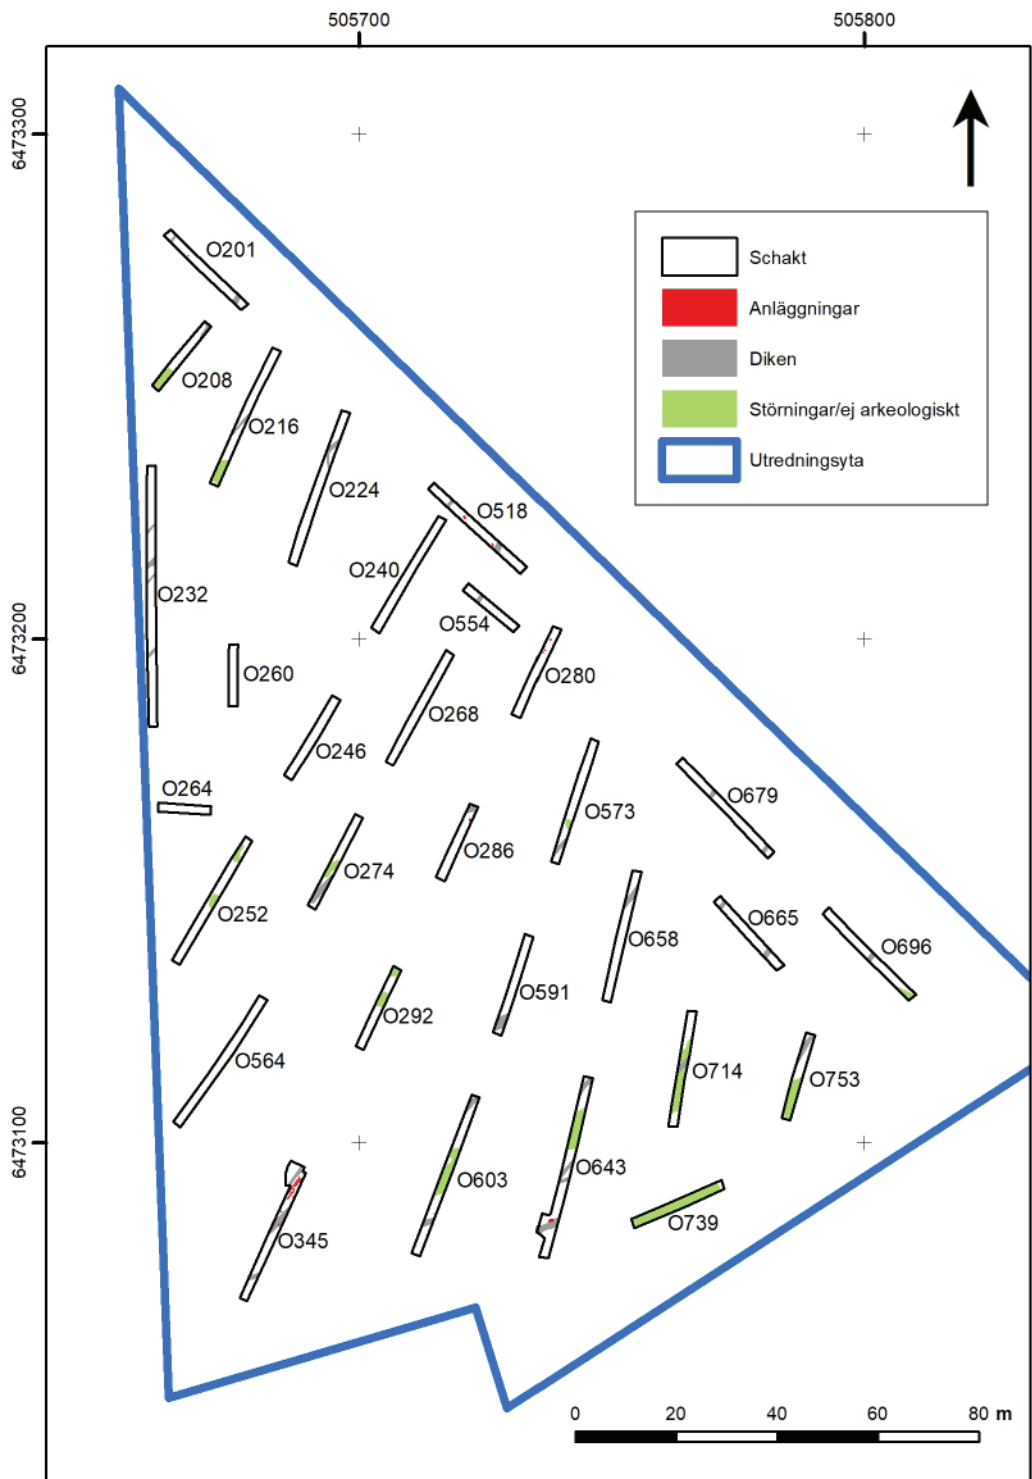 505700
505800
6473300
6473200
6473100
Schakt
Anläggningar
Diken
Störningar/ej arkeologiskt
Utredningsyta
O201
O208
O216
O224
O518
O240
O232
O554
O260
O280
O268
O246
O264
O679
O573
O286
O274
O252
O665
O658
O696
O591
O292
O564
O714
O753
O643
O603
O739
O345
0 20 40 60 80 m